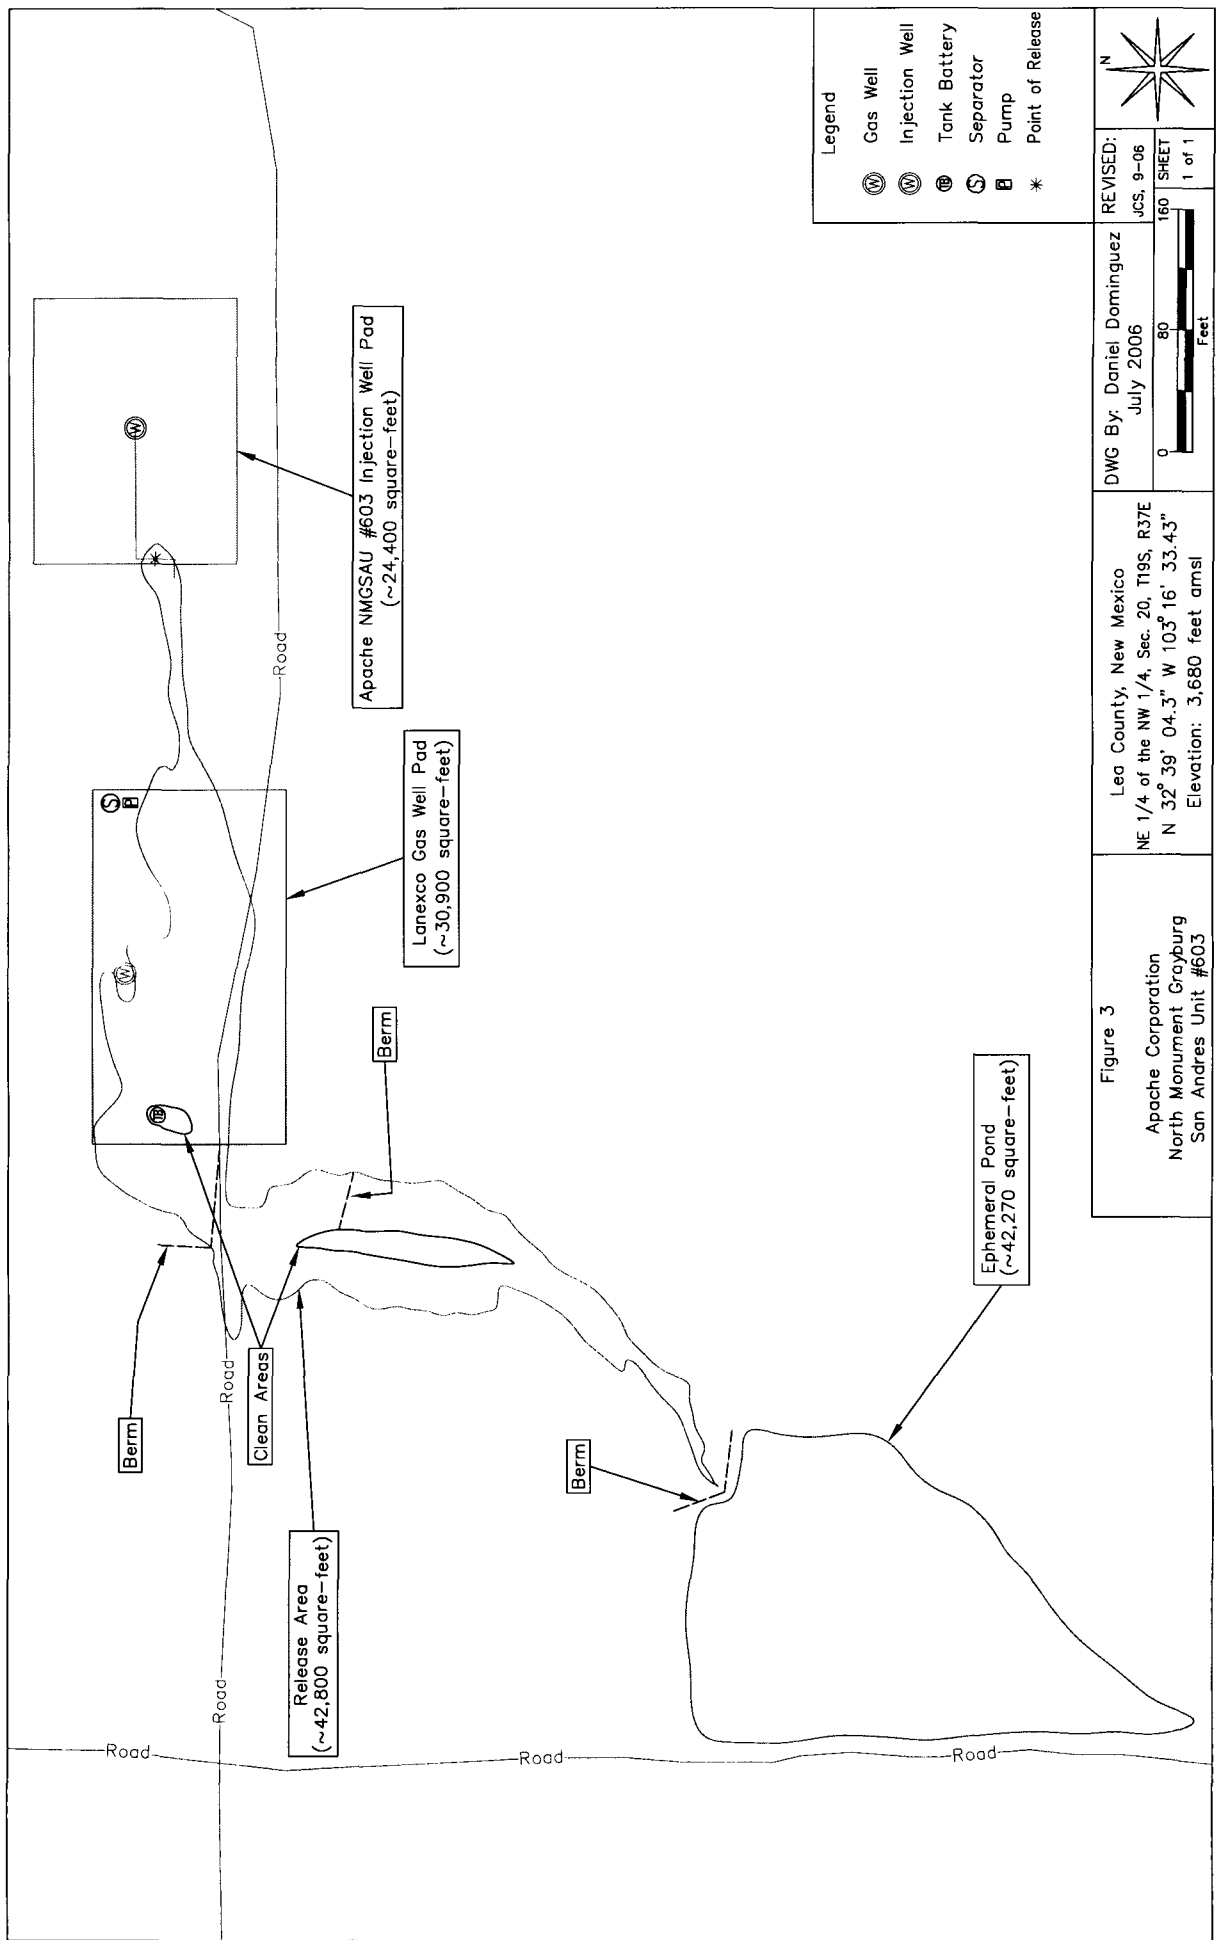 Road
Road
Road
Road
Road
Road
Berm
Clean Areas
Release Area
(~42,800 square-feet)
Berm
Berm
Ephemeral Pond
(~42,270 square-feet)
Lanexco Gas Well Pad
(~30,900 square-feet)
Apache NMGSAU #603 Injection Well Pad
(~24,400 square-feet)
W
W
TB
S
P
Legend
W Gas Well
W Injection Well
TB Tank Battery
S Separator
P Pump
* Point of Release
Figure 3
Apache Corporation
North Monument Grayburg
San Andres Unit #603
Lea County, New Mexico
NE 1/4 of the NW 1/4, Sec. 20, T19S, R37E
N 32° 39' 04.3" W 103° 16' 33.43"
Elevation: 3,680 feet amsl
DWG By: Daniel Dominguez
July 2006
REVISED:
JCS, 9-06
0 80 160
Feet
SHEET
1 of 1
N